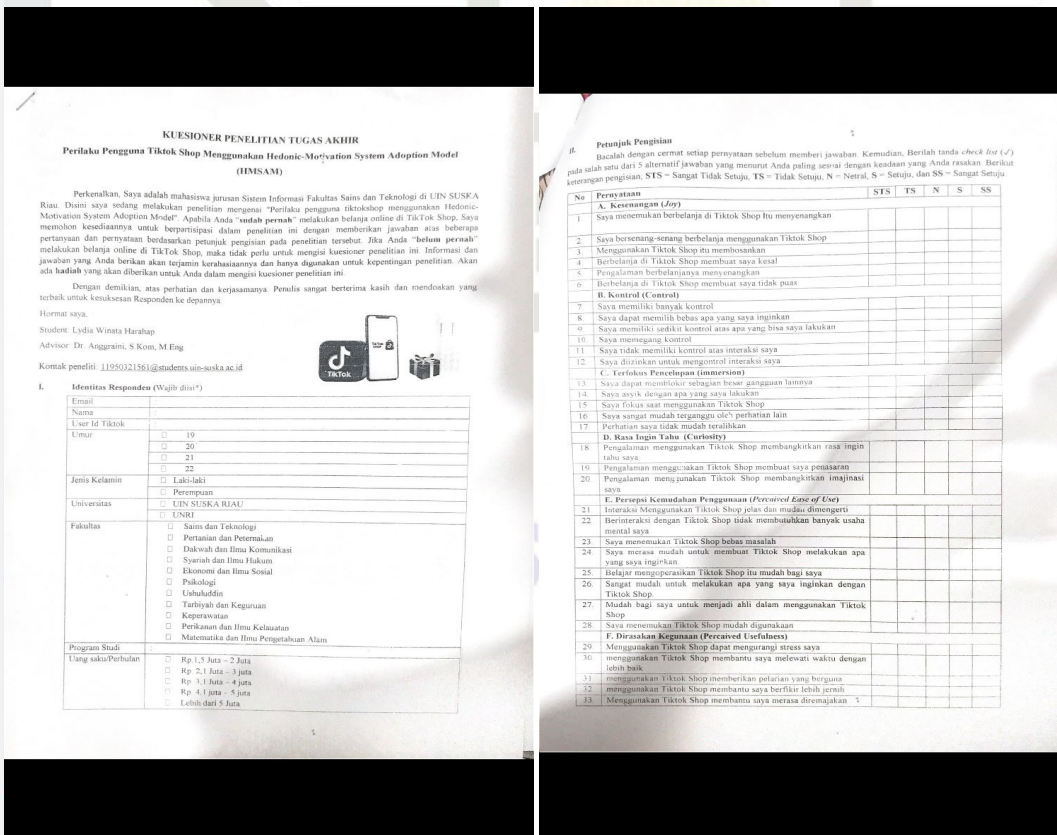 KUESIONER PENELITIAN TUGAS AKHIR
Perilaku Pengguna Tiktok Shop Menggunakan Hedonic-Motivation System Adoption Model
(HMSAM)
Perkenalkan, Saya adalah mahasiswa jurusan Sistem Informasi Fakultas Sains dan Teknologi di UIN SUSKA
Riau. Disini saya sedang melakukan penelitian mengenai "Perilaku pengguna tiktokshop menggunakan Hedonic-
Motivation System Adoption Model". Apabila Anda "sudah pernah" melakukan belanja online di TikTok Shop, Saya
memohon kesediaannya untuk berpartisipasi dalam penelitian ini dengan memberikan jawaban atas beberapa
pertanyaan dan pernyataan berdasarkan petunjuk pengisian pada penelitian tersebut. Jika Anda "belum pernah"
melakukan belanja online di TikTok Shop, maka tidak perlu untuk mengisi kuesioner penelitian ini. Informasi dan
jawaban yang Anda berikan akan terjamin kerahasiaannya dan hanya digunakan untuk kepentingan penelitian. Akan
ada hadiah yang akan diberikan untuk Anda dalam mengisi kuesioner penelitian ini.
Dengan demikian, atas perhatian dan kerjasamanya. Penulis sangat berterima kasih dan mendoakan yang
terbaik untuk kesuksesan Responden ke depannya.
Hormat saya,
Student: Lydia Winata Harahap
Advisor: Dr. Anggraini, S.Kom, M.Eng
Kontak peneliti: 11950321561@students.uin-suska.ac.id
TikTok
I. Identitas Responden (Wajib diisi*)
Email :
Nama :
User Id Tiktok :
Umur □ 19
□ 20
□ 21
□ 22
Jenis Kelamin □ Laki-laki
□ Perempuan
Universitas □ UIN SUSKA RIAU
□ UNRI
Fakultas □ Sains dan Teknologi
□ Pertanian dan Peternakan
□ Dakwah dan Ilmu Komunikasi
□ Syariah dan Ilmu Hukum
□ Ekonomi dan Ilmu Sosial
□ Psikologi
□ Ushuluddin
□ Tarbiyah dan Keguruan
□ Keperawatan
□ Perikanan dan Ilmu Kelautan
□ Matematika dan Ilmu Pengetahuan Alam
Program Studi :
Uang saku/Perbulan □ Rp.1,5 Juta – 2 Juta
□ Rp. 2,1 Juta – 3 juta
□ Rp. 3,1 Juta – 4 juta
□ Rp. 4,1 juta – 5 juta
□ Lebih dari 5 Juta
II. Petunjuk Pengisian
Bacalah dengan cermat setiap pernyataan sebelum memberi jawaban. Kemudian, Berilah tanda check list (✓)
pada salah satu dari 5 alternatif jawaban yang menurut Anda paling sesuai dengan keadaan yang Anda rasakan. Berikut
keterangan pengisian, STS = Sangat Tidak Setuju, TS = Tidak Setuju, N = Netral, S = Setuju, dan SS = Sangat Setuju.
No Pernyataan STS TS N S SS
A. Kesenangan (Joy)
1. Saya menemukan berbelanja di Tiktok Shop Itu menyenangkan
2. Saya bersenang-senang berbelanja menggunakan Tiktok Shop
3. Menggunakan Tiktok Shop itu membosankan
4. Berbelanja di Tiktok Shop membuat saya kesal
5. Pengalaman berbelanjanya menyenangkan
6. Berbelanja di Tiktok Shop membuat saya tidak puas
B. Kontrol (Control)
7. Saya memiliki banyak kontrol
8. Saya dapat memilih bebas apa yang saya inginkan
9. Saya memiliki sedikit kontrol atas apa yang bisa saya lakukan
10. Saya memegang kontrol
11. Saya tidak memiliki kontrol atas interaksi saya
12. Saya diizinkan untuk mengontrol interaksi saya
C. Terfokus Pencelupan (immersion)
13. Saya dapat memblokir sebagian besar gangguan lainnya
14. Saya asyik dengan apa yang saya lakukan
15. Saya fokus saat menggunakan Tiktok Shop
16. Saya sangat mudah terganggu oleh perhatian lain
17. Perhatian saya tidak mudah teralihkan
D. Rasa Ingin Tahu (Curiosity)
18. Pengalaman menggunakan Tiktok Shop membangkitkan rasa ingin
tahu saya.
19. Pengalaman menggunakan Tiktok Shop membuat saya penasaran
20. Pengalaman menggunakan Tiktok Shop membangkitkan imajinasi
saya
E. Persepsi Kemudahan Penggunaan (Perceived Ease of Use)
21. Interaksi Menggunakan Tiktok Shop jelas dan mudah dimengerti
22. Berinteraksi dengan Tiktok Shop tidak membutuhkan banyak usaha
mental saya
23. Saya menemukan Tiktok Shop bebas masalah
24. Saya merasa mudah untuk membuat Tiktok Shop melakukan apa
yang saya inginkan.
25. Belajar mengoperasikan Tiktok Shop itu mudah bagi saya
26. Sangat mudah untuk melakukan apa yang saya inginkan dengan
Tiktok Shop.
27. Mudah bagi saya untuk menjadi ahli dalam menggunakan Tiktok
Shop
28. Saya menemukan Tiktok Shop mudah digunakaan
F. Dirasakan Kegunaan (Percaived Usefulness)
29. Menggunakan Tiktok Shop dapat mengurangi stress saya
30. menggunakan Tiktok Shop membantu saya melewati waktu dengan
lebih baik
31. menggunakan Tiktok Shop memberikan pelarian yang berguna
32. menggunakan Tiktok Shop membantu saya berfikir lebih jernih
33. Menggunakan Tiktok Shop membantu saya merasa diremajakan